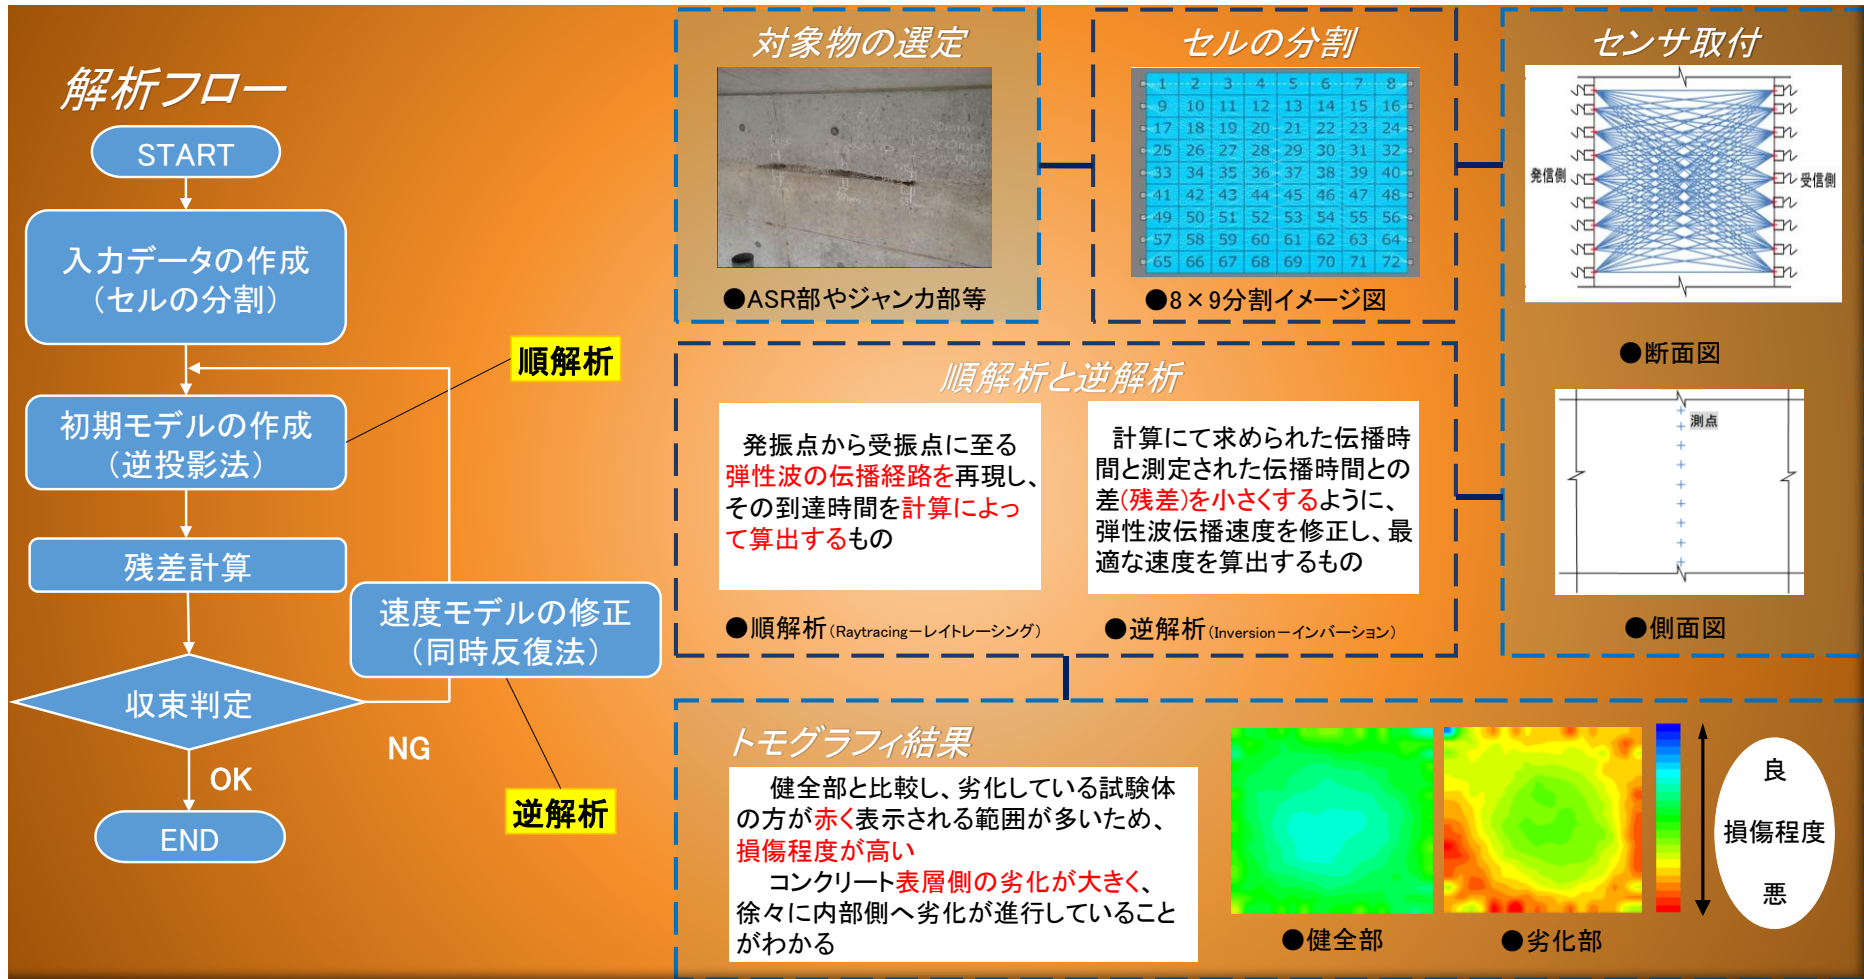 解析フロー
START
入力データの作成
（セルの分割）
順解析
初期モデルの作成
（逆投影法）
残差計算
速度モデルの修正
（同時反復法）
収束判定
NG
OK
逆解析
END
対象物の選定
●ASR部やジャンカ部等
セルの分割
1 2 3 4 5 6 7 8
9 10 11 12 13 14 15 16
17 18 19 20 21 22 23 24
25 26 27 28 29 30 31 32
33 34 35 36 37 38 39 40
41 42 43 44 45 46 47 48
49 50 51 52 53 54 55 56
57 58 59 60 61 62 63 64
65 66 67 68 69 70 71 72
●8×9分割イメージ図
センサ取付
発信側
受信側
●断面図
測点
●側面図
順解析と逆解析
発振点から受振点に至る
弾性波の伝播経路を再現し、
その到達時間を計算によっ
て算出するもの
●順解析(Raytracing－レイトレーシング)
計算にて求められた伝播時
間と測定された伝播時間との
差(残差)を小さくするように、
弾性波伝播速度を修正し、最
適な速度を算出するもの
●逆解析(Inversion－インバーション)
トモグラフィ結果
健全部と比較し、劣化している試験体
の方が赤く表示される範囲が多いため、
損傷程度が高い
コンクリート表層側の劣化が大きく、
徐々に内部側へ劣化が進行していること
がわかる
●健全部
●劣化部
良
損傷程度
悪